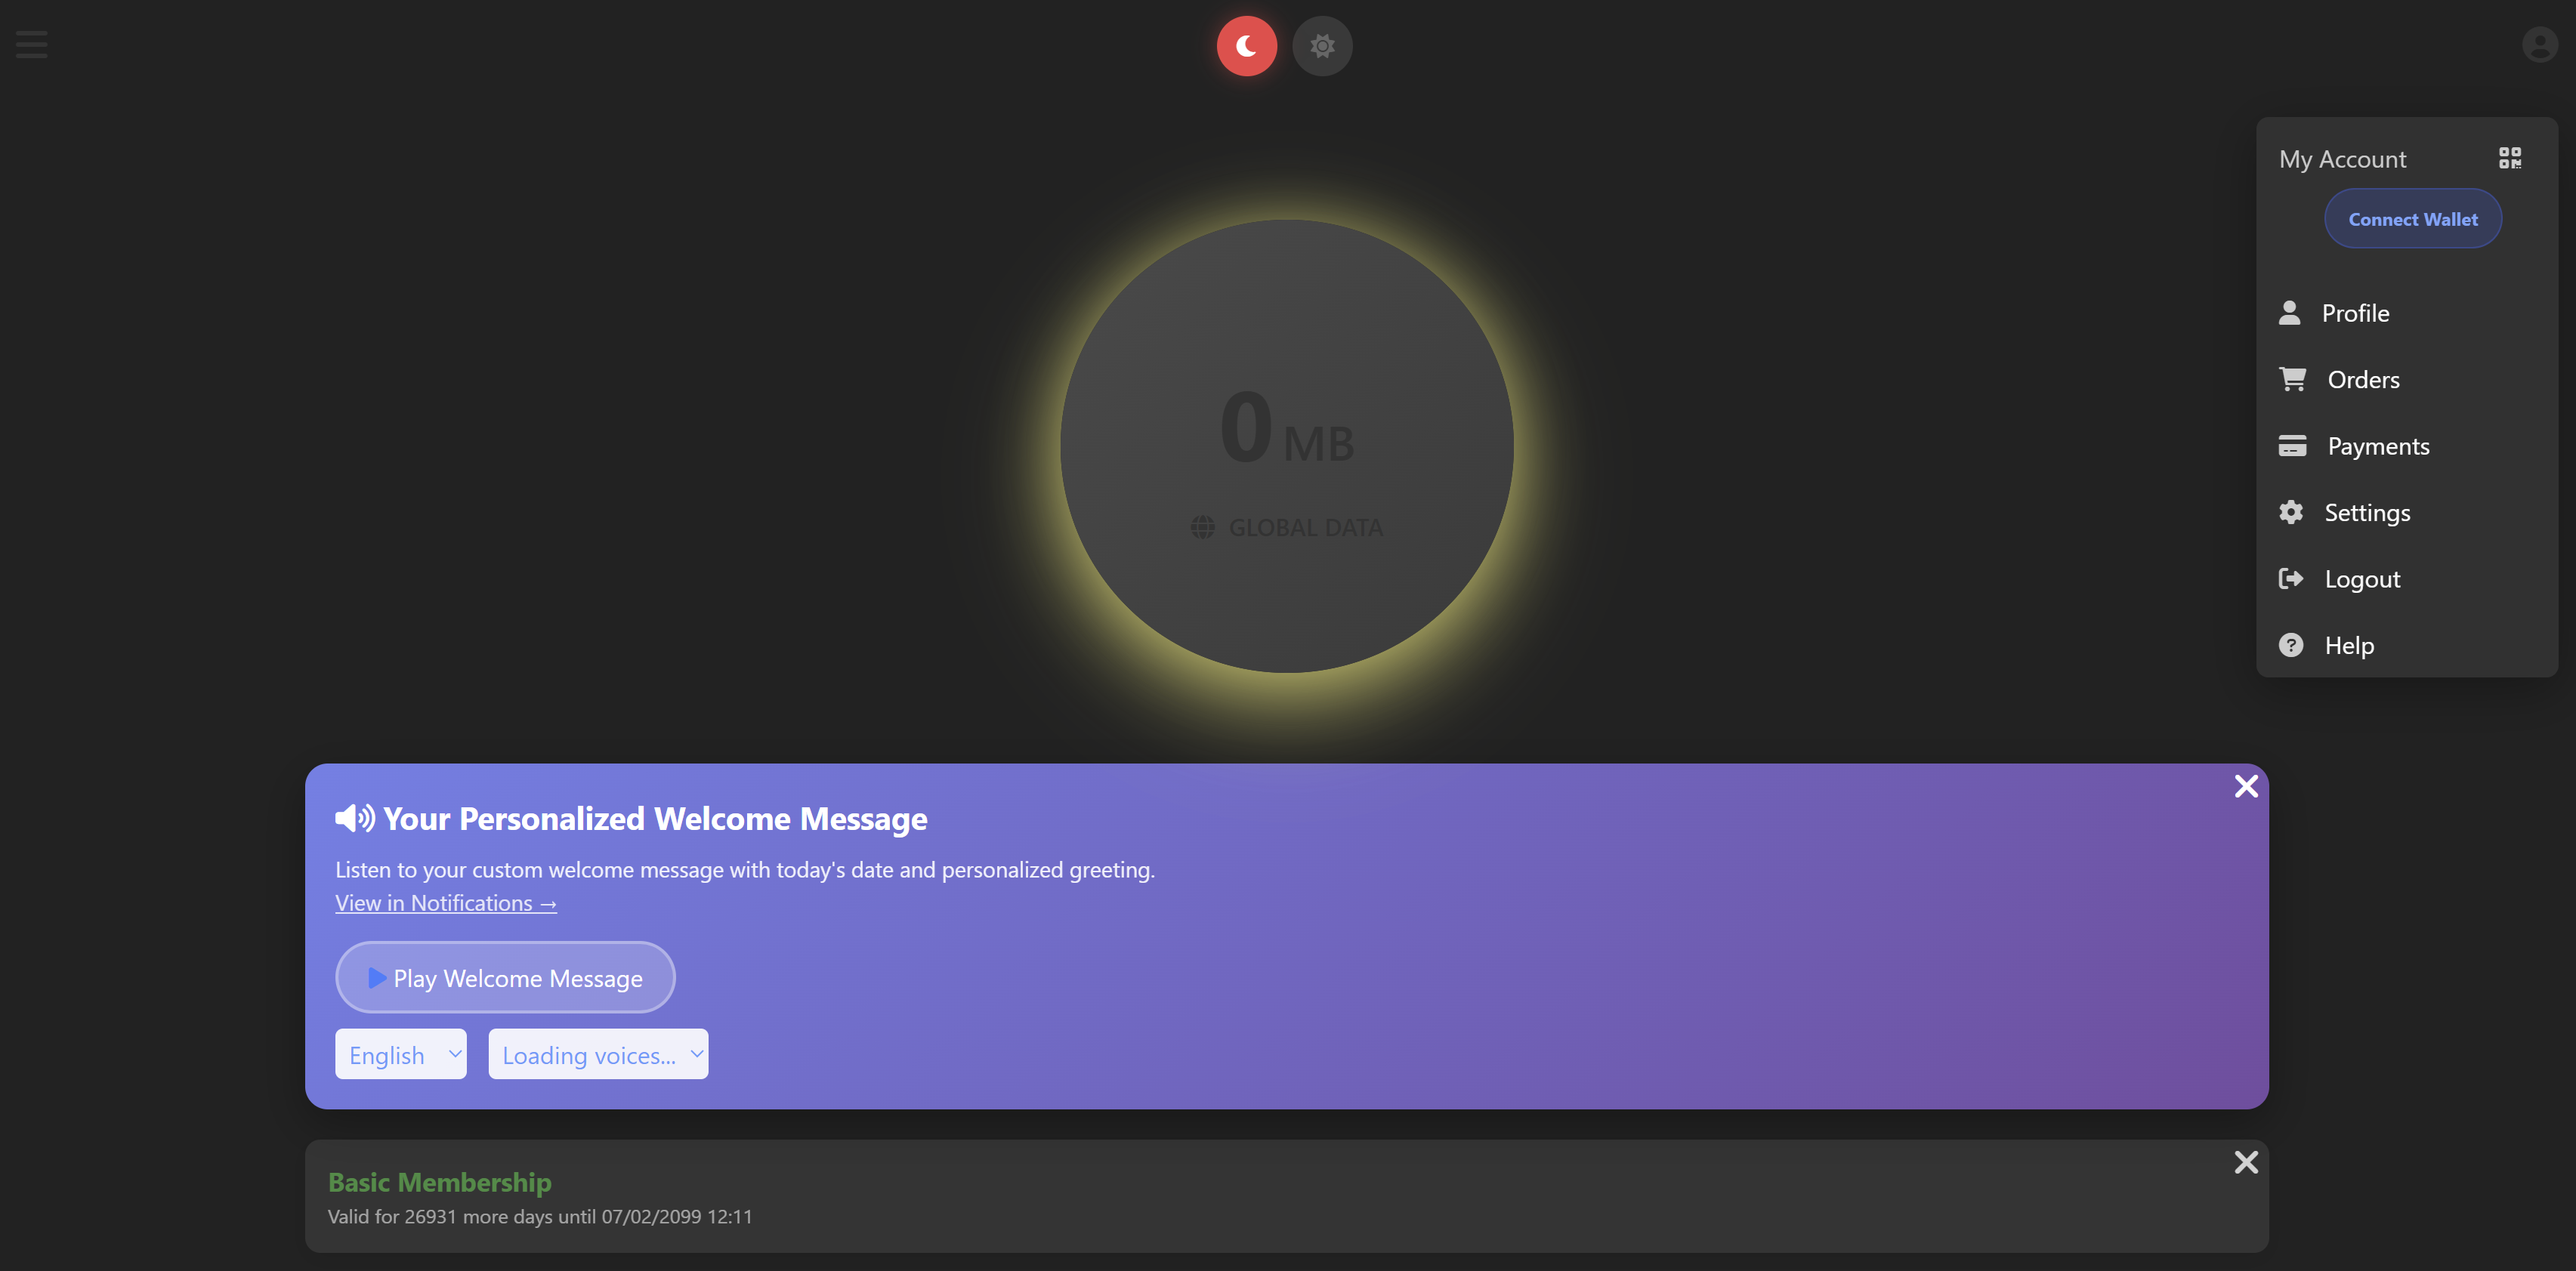 My Account
Connect Wallet
Profile
Orders
Payments
Settings
Logout
Help
0 MB
GLOBAL DATA
Your Personalized Welcome Message
Listen to your custom welcome message with today's date and personalized greeting.
View in Notifications →
Play Welcome Message
English
Loading voices...
Basic Membership
Valid for 26931 more days until 07/02/2099 12:11